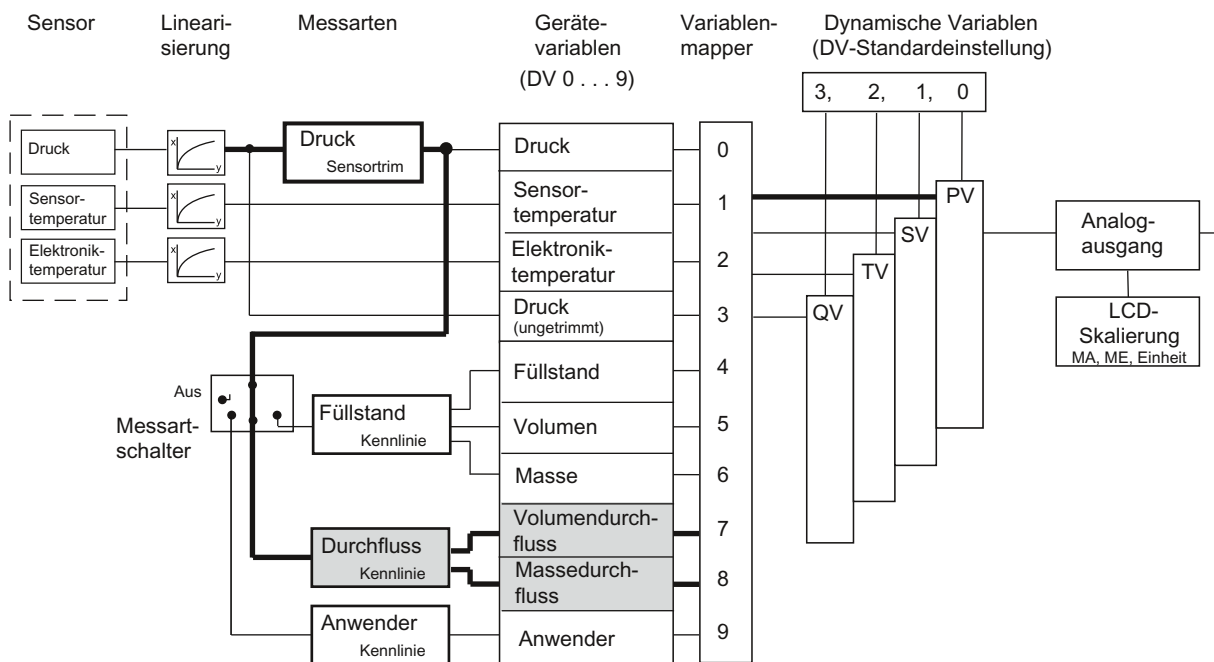 Sensor
Lineari-
sierung
Messarten
Geräte-
variablen
(DV 0 . . . 9)
Variablen-
mapper
Dynamische Variablen
(DV-Standardeinstellung)
3, 2, 1, 0
Druck
x
y
Druck
Sensortrim
Druck
0
Sensor-
temperatur
x
y
Sensor-
temperatur
1
Elektronik-
temperatur
x
y
Elektronik-
temperatur
2
Druck
(ungetrimmt)
3
PV
SV
TV
QV
Analog-
ausgang
LCD-
Skalierung
MA, ME, Einheit
Aus
Messart-
schalter
Füllstand
Kennlinie
Füllstand
4
Volumen
5
Masse
6
Durchfluss
Kennlinie
Volumendurch-
fluss
7
Massedurch-
fluss
8
Anwender
Kennlinie
Anwender
9